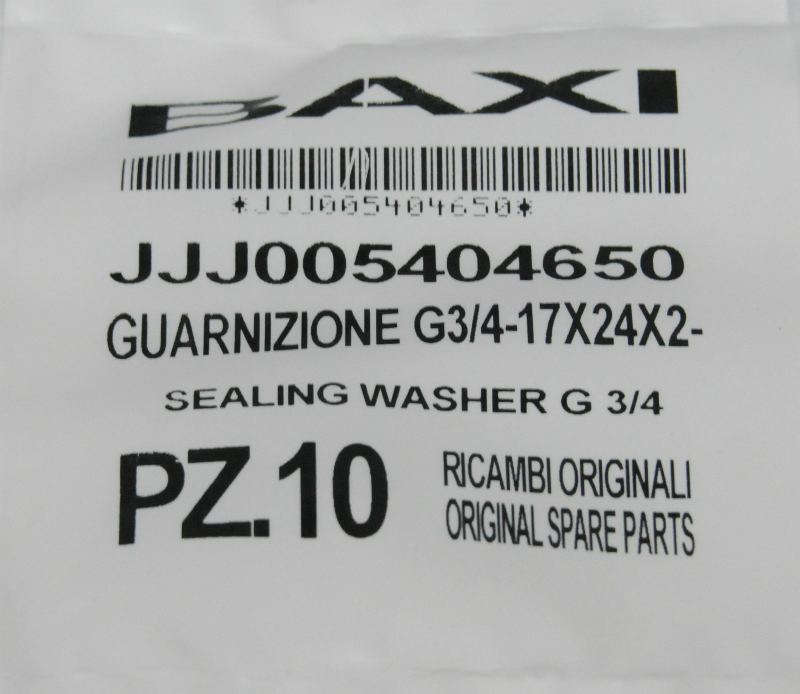 BAXI
*JJJ005404650*
JJJ005404650
GUARNIZIONE G3/4-17X24X2-
SEALING WASHER G 3/4
PZ.10
RICAMBI ORIGINALI
ORIGINAL SPARE PARTS